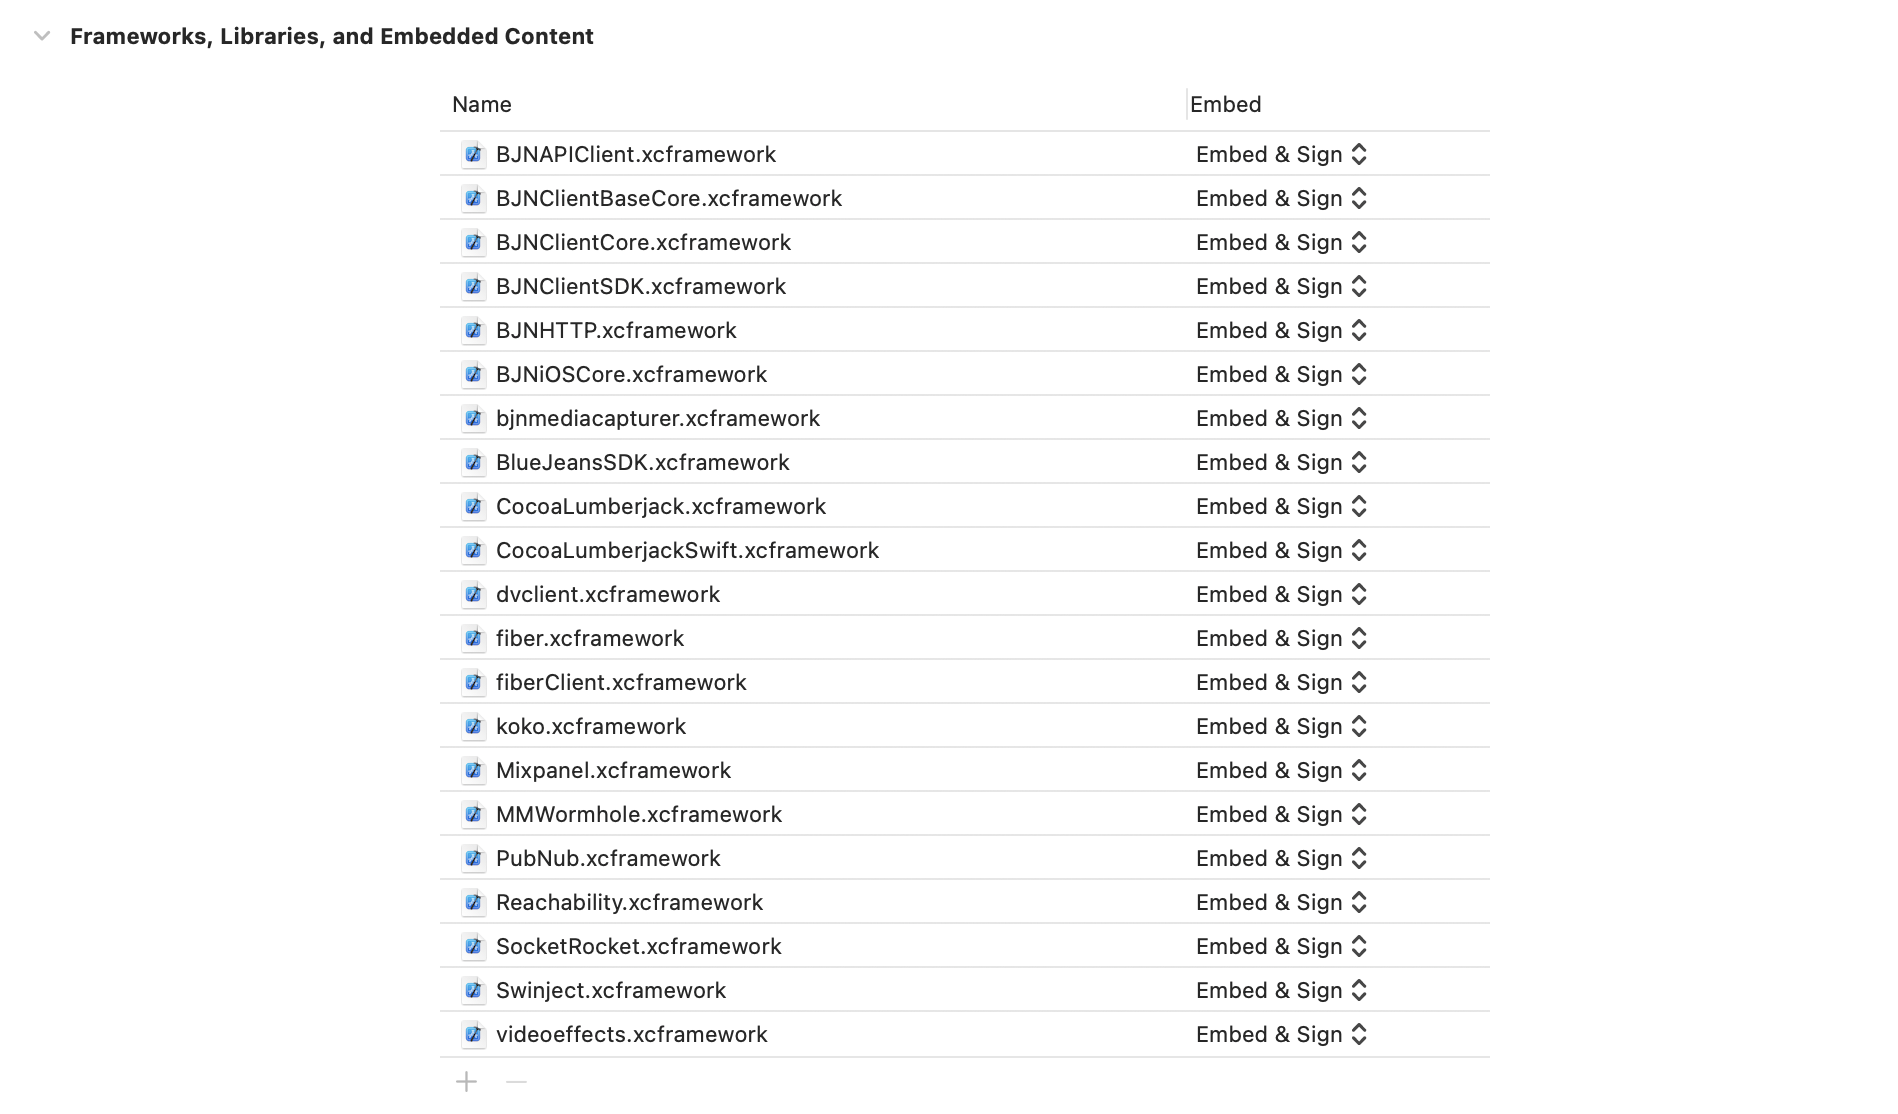 Frameworks, Libraries, and Embedded Content
Name Embed
BJNAPIClient.xcframework Embed & Sign
BJNClientBaseCore.xcframework Embed & Sign
BJNClientCore.xcframework Embed & Sign
BJNClientSDK.xcframework Embed & Sign
BJNHTTP.xcframework Embed & Sign
BJNiOSCore.xcframework Embed & Sign
bjnmediacapturer.xcframework Embed & Sign
BlueJeansSDK.xcframework Embed & Sign
CocoaLumberjack.xcframework Embed & Sign
CocoaLumberjackSwift.xcframework Embed & Sign
dvclient.xcframework Embed & Sign
fiber.xcframework Embed & Sign
fiberClient.xcframework Embed & Sign
koko.xcframework Embed & Sign
Mixpanel.xcframework Embed & Sign
MMWormhole.xcframework Embed & Sign
PubNub.xcframework Embed & Sign
Reachability.xcframework Embed & Sign
SocketRocket.xcframework Embed & Sign
Swinject.xcframework Embed & Sign
videoeffects.xcframework Embed & Sign